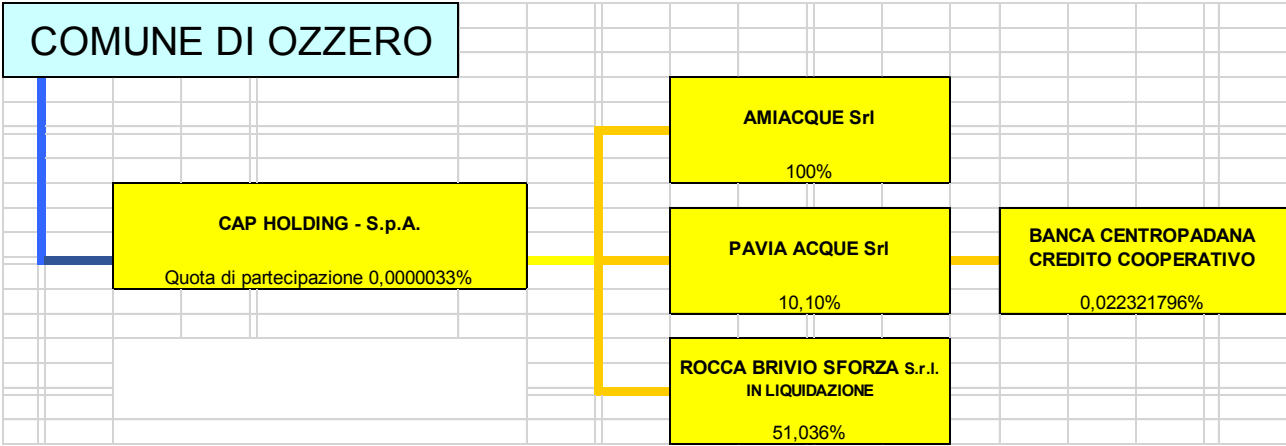 COMUNE DI OZZERO
AMIACQUE Srl
100%
CAP HOLDING - S.p.A.
Quota di partecipazione 0,0000033%
PAVIA ACQUE Srl
10,10%
BANCA CENTROPADANA
CREDITO COOPERATIVO
0,022321796%
ROCCA BRIVIO SFORZA S.r.l.
IN LIQUIDAZIONE
51,036%